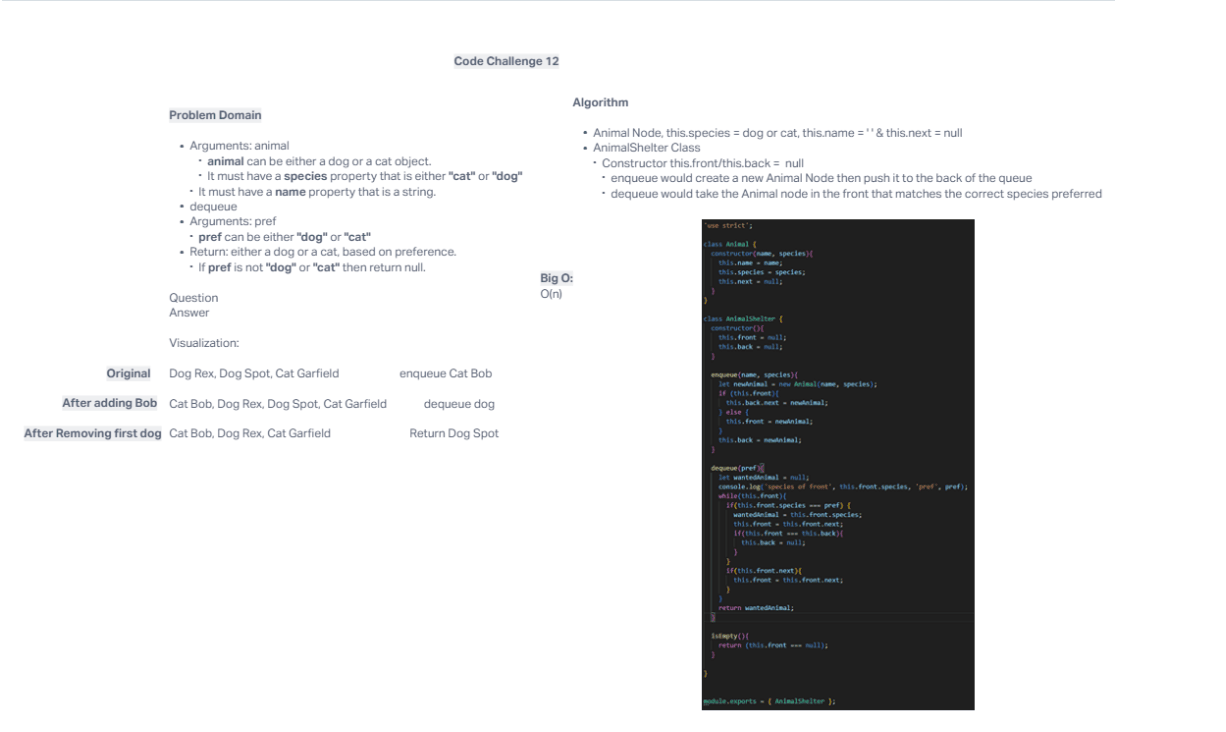 Code Challenge 12
Problem Domain
• Arguments: animal
• animal can be either a dog or a cat object.
• It must have a species property that is either "cat" or "dog"
• It must have a name property that is a string.
• dequeue
• Arguments: pref
• pref can be either "dog" or "cat"
• Return: either a dog or a cat, based on preference.
• If pref is not "dog" or "cat" then return null.
Question
Answer
Visualization:
Original Dog Rex, Dog Spot, Cat Garfield enqueue Cat Bob
After adding Bob Cat Bob, Dog Rex, Dog Spot, Cat Garfield dequeue dog
After Removing first dog Cat Bob, Dog Rex, Cat Garfield Return Dog Spot
Big O:
O(n)
Algorithm
• Animal Node, this.species = dog or cat, this.name = ' ' & this.next = null
• AnimalShelter Class
• Constructor this.front/this.back = null
• enqueue would create a new Animal Node then push it to the back of the queue
• dequeue would take the Animal node in the front that matches the correct species preferred
'use strict';
class Animal {
constructor(name, species){
this.name = name;
this.species = species;
this.next = null;
}
}
class AnimalShelter {
constructor(){
this.front = null;
this.back = null;
}
enqueue(name, species){
let newAnimal = new Animal(name, species);
if (this.front){
this.back.next = newAnimal;
} else {
this.front = newAnimal;
}
this.back = newAnimal;
}
dequeue(pref){
let wantedAnimal = null;
console.log('species of front', this.front.species, 'pref', pref);
while(this.front){
if(this.front.species === pref) {
wantedAnimal = this.front.species;
this.front = this.front.next;
if(this.front === this.back){
this.back = null;
}
}
if(this.front.next){
this.front = this.front.next;
}
}
return wantedAnimal;
}
isEmpty(){
return (this.front === null);
}
}
module.exports = { AnimalShelter };